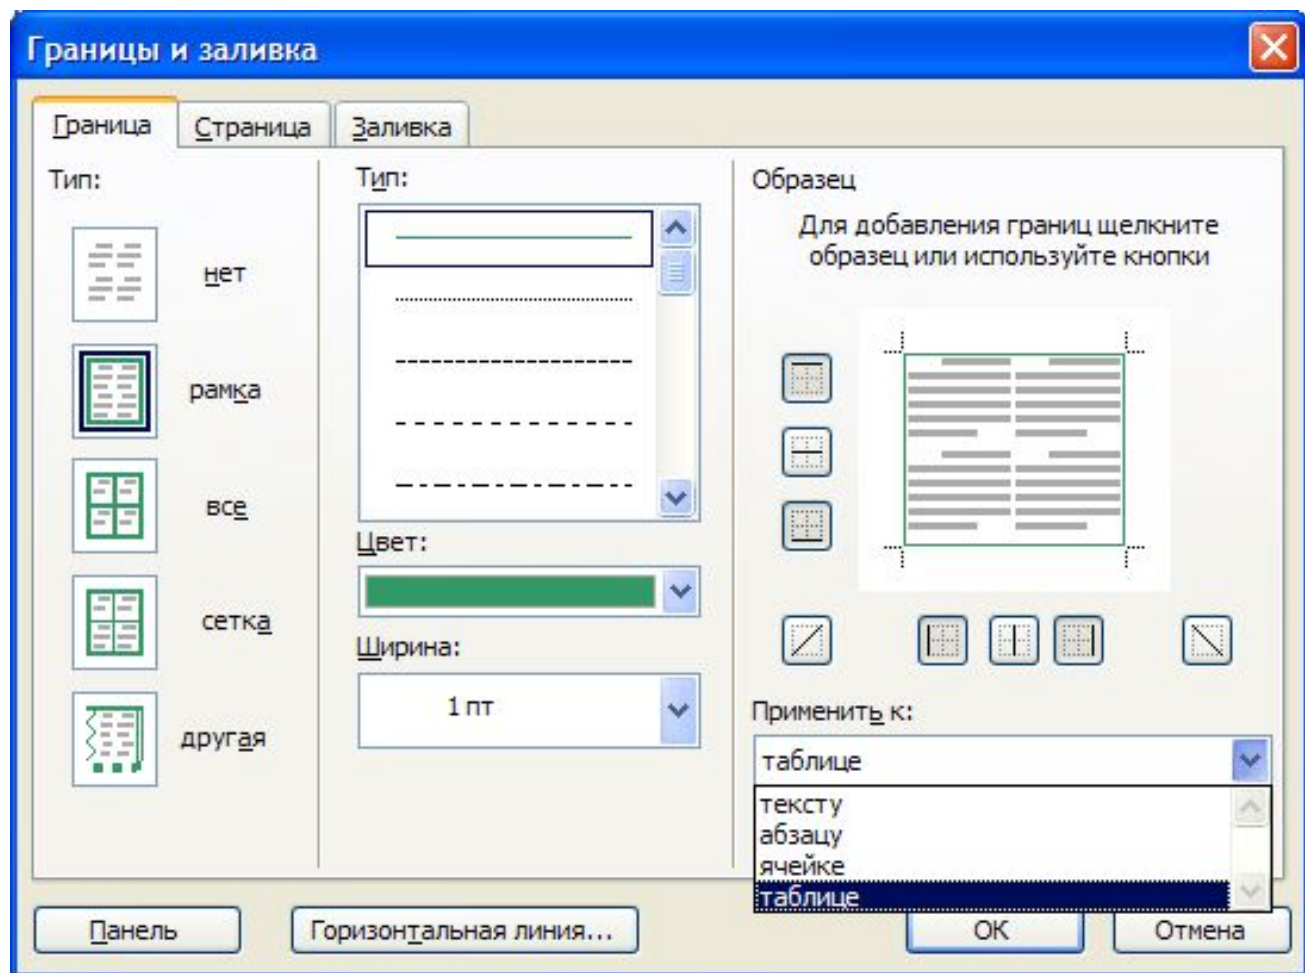 Границы и заливка
Граница
Страница
Заливка
Тип:
нет
рамка
все
сетка
другая
Тип:
Цвет:
Ширина:
1 пт
Образец
Для добавления границ щелкните
образец или используйте кнопки
Применить к:
таблице
тексту
абзацу
ячейке
таблице
Панель
Горизонтальная линия...
ОК
Отмена